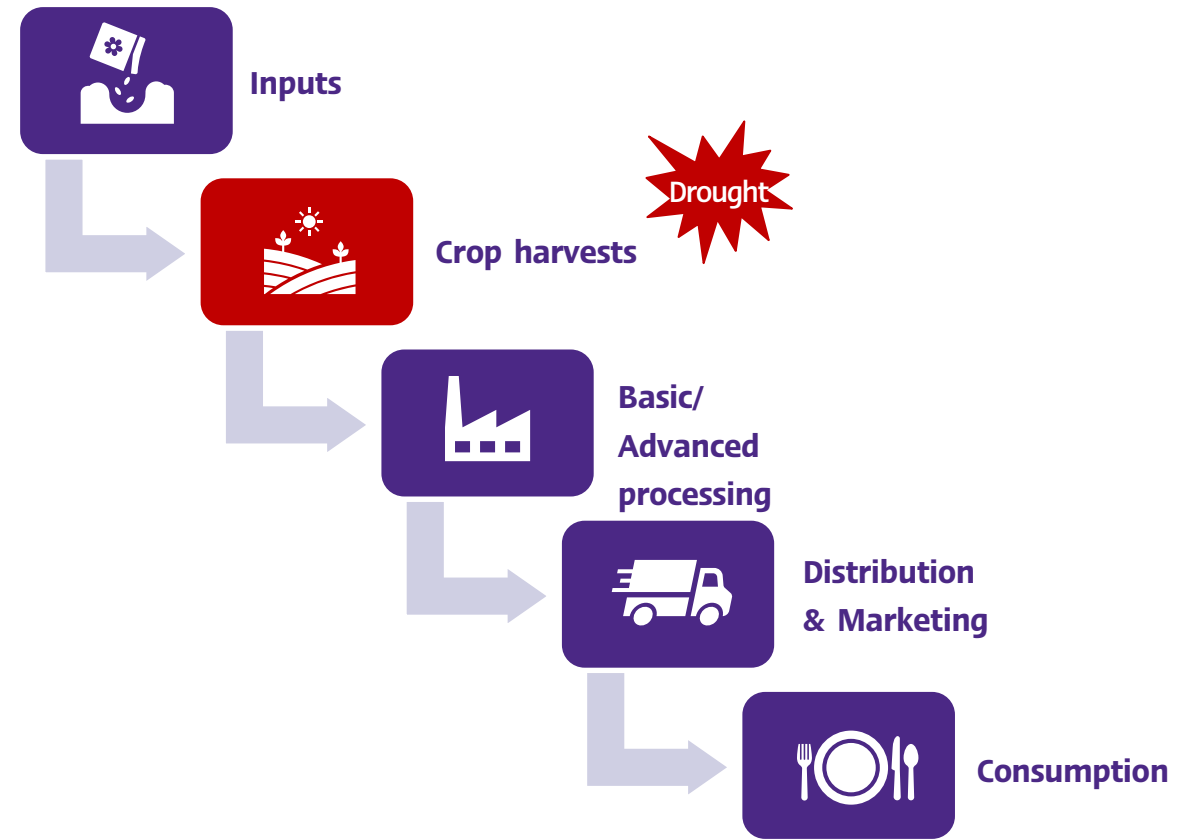 Inputs
Drought
Crop harvests
Basic/
Advanced
processing
Distribution
& Marketing
Consumption